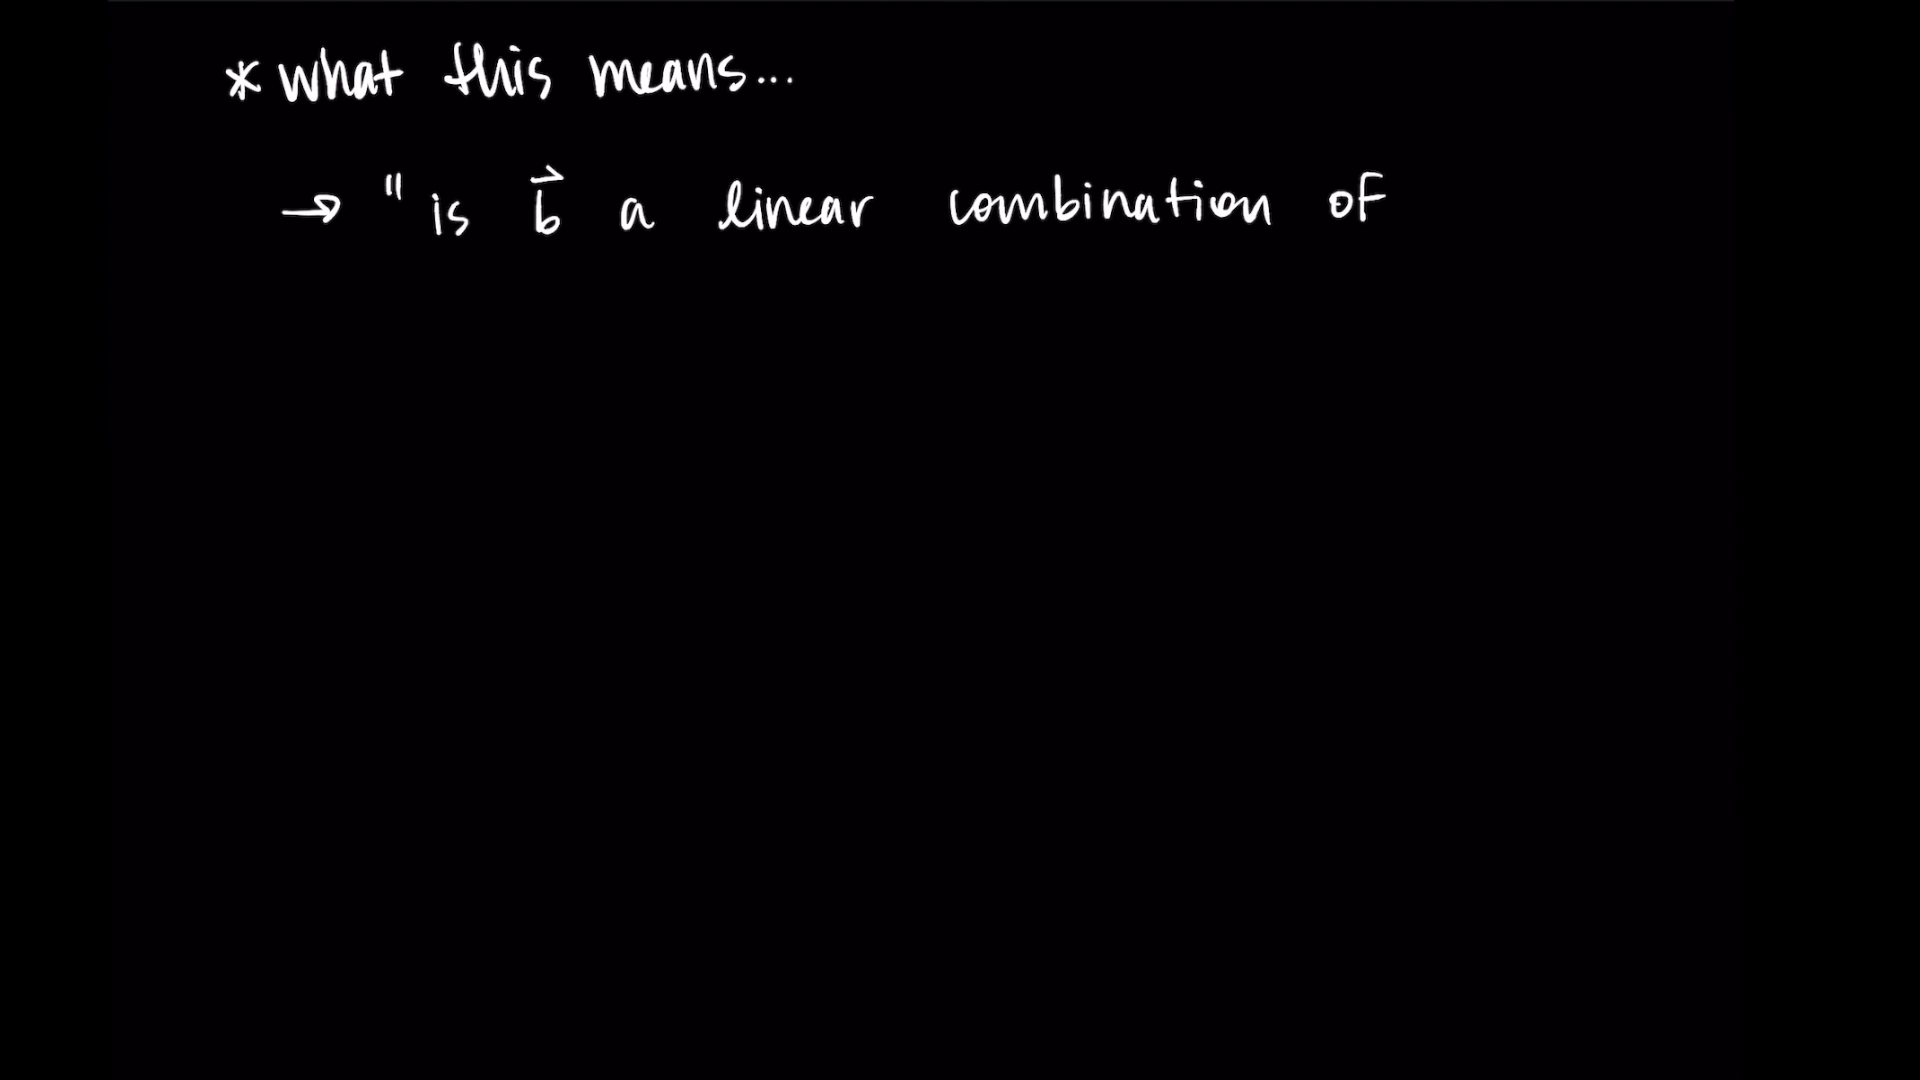 * what this means...
→ " is b⃗ a linear combination of